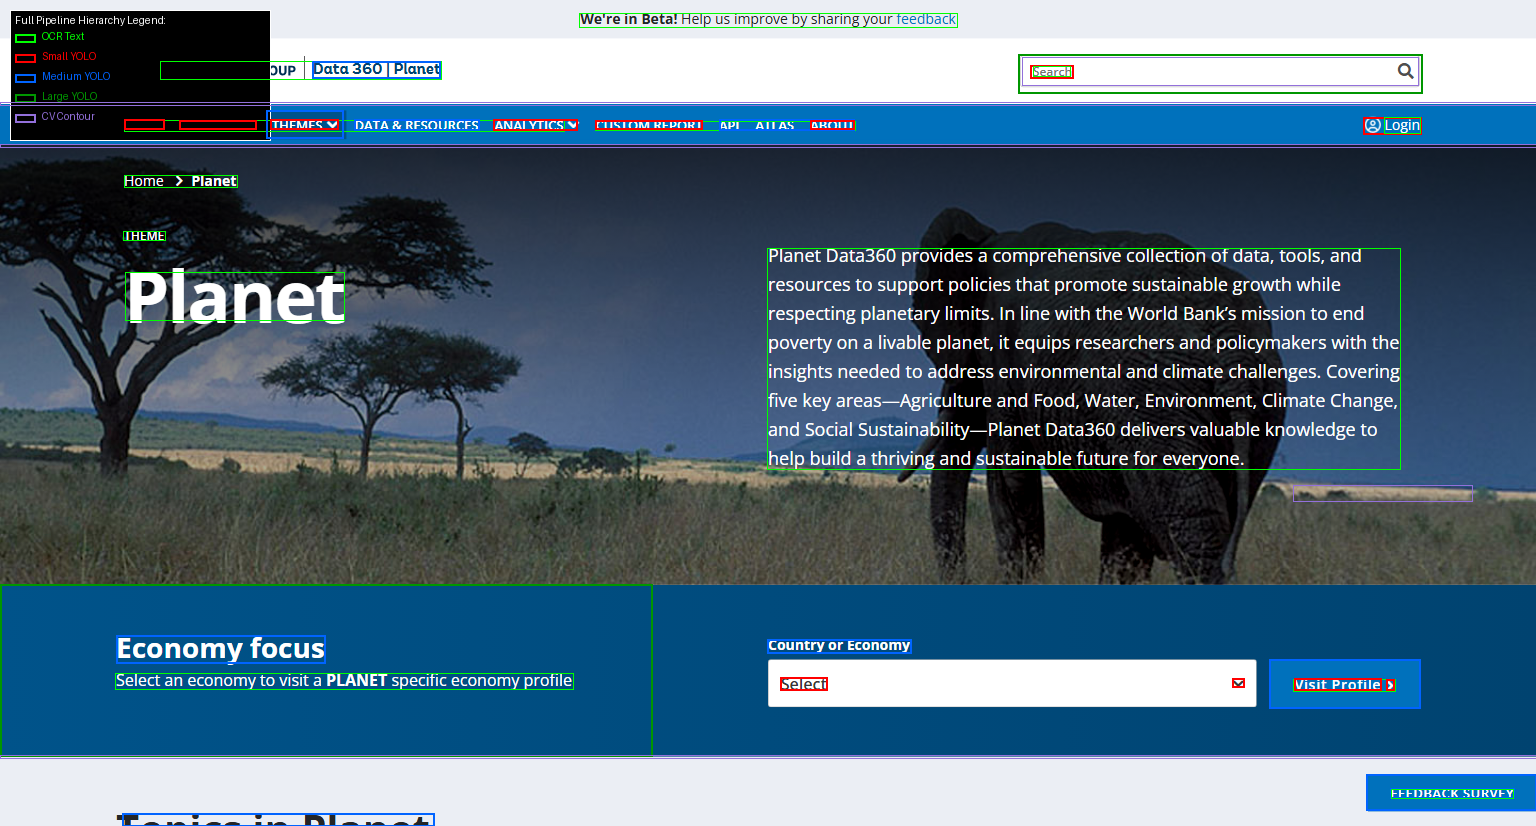 Full Pipeline Hierarchy Legend:
OCR Text
Small YOLO
Medium YOLO
Large YOLO
CV Contour
We're in Beta! Help us improve by sharing your feedback
OUP
Data 360 | Planet
Search
THEMES
DATA & RESOURCES
ANALYTICS
CUSTOM REPORT
API
ATLAS
ABOUT
Login
Home > Planet
THEME
Planet
Planet Data360 provides a comprehensive collection of data, tools, and
resources to support policies that promote sustainable growth while
respecting planetary limits. In line with the World Bank’s mission to end
poverty on a livable planet, it equips researchers and policymakers with the
insights needed to address environmental and climate challenges. Covering
five key areas—Agriculture and Food, Water, Environment, Climate Change,
and Social Sustainability—Planet Data360 delivers valuable knowledge to
help build a thriving and sustainable future for everyone.
Economy focus
Select an economy to visit a PLANET specific economy profile
Country or Economy
Select
Visit Profile
FEEDBACK SURVEY
Topics in Planet